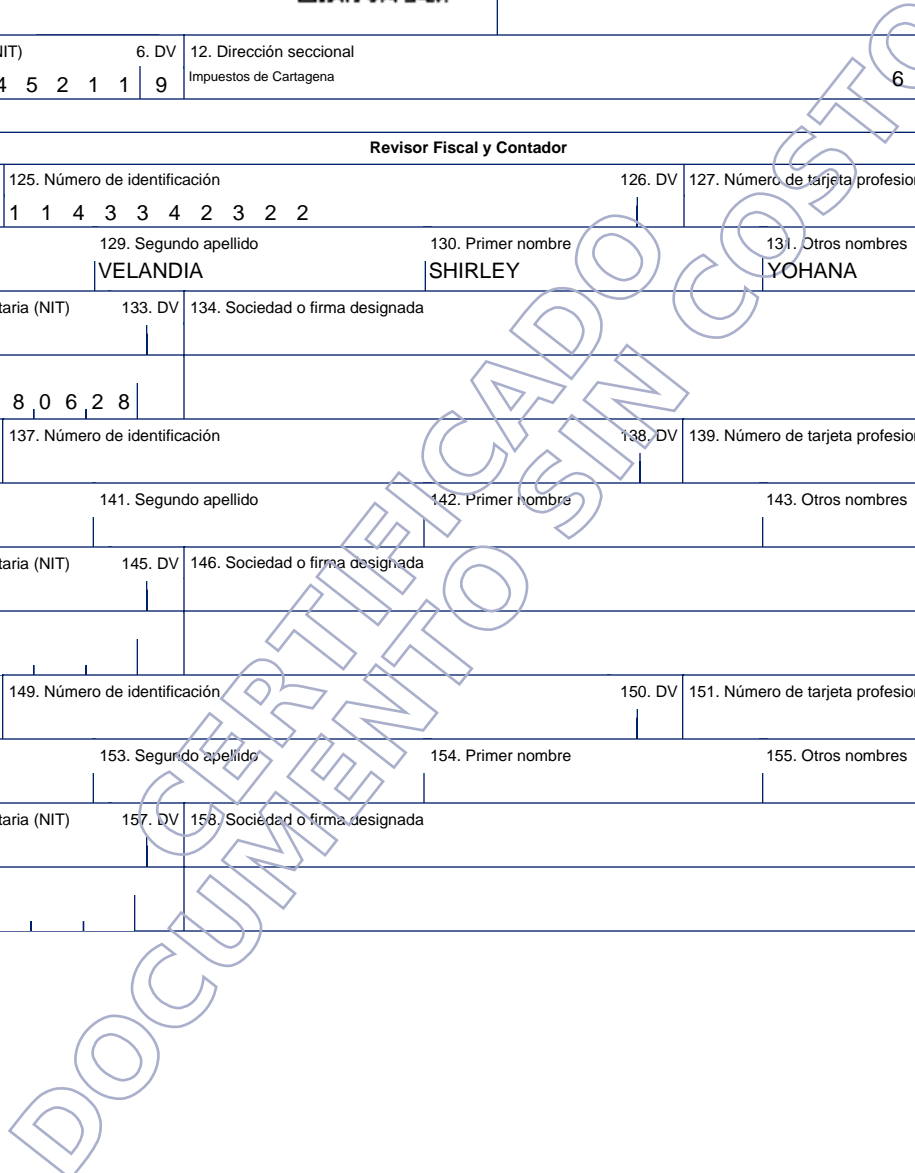 IT) 6. DV 12. Dirección seccional
4 5 2 1 1 9 Impuestos de Cartagena 6
Revisor Fiscal y Contador
125. Número de identificación 126. DV 127. Número de tarjeta profesion
1 1 4 3 3 4 2 3 2 2
129. Segundo apellido 130. Primer nombre 131. Otros nombres
VELANDIA SHIRLEY YOHANA
taria (NIT) 133. DV 134. Sociedad o firma designada
8 0 6 2 8
137. Número de identificación 138. DV 139. Número de tarjeta profesion
141. Segundo apellido 142. Primer nombre 143. Otros nombres
taria (NIT) 145. DV 146. Sociedad o firma designada
149. Número de identificación 150. DV 151. Número de tarjeta profesion
153. Segundo apellido 154. Primer nombre 155. Otros nombres
taria (NIT) 157. DV 158. Sociedad o firma designada
CERTIFICADO
DOCUMENTO SIN COSTO